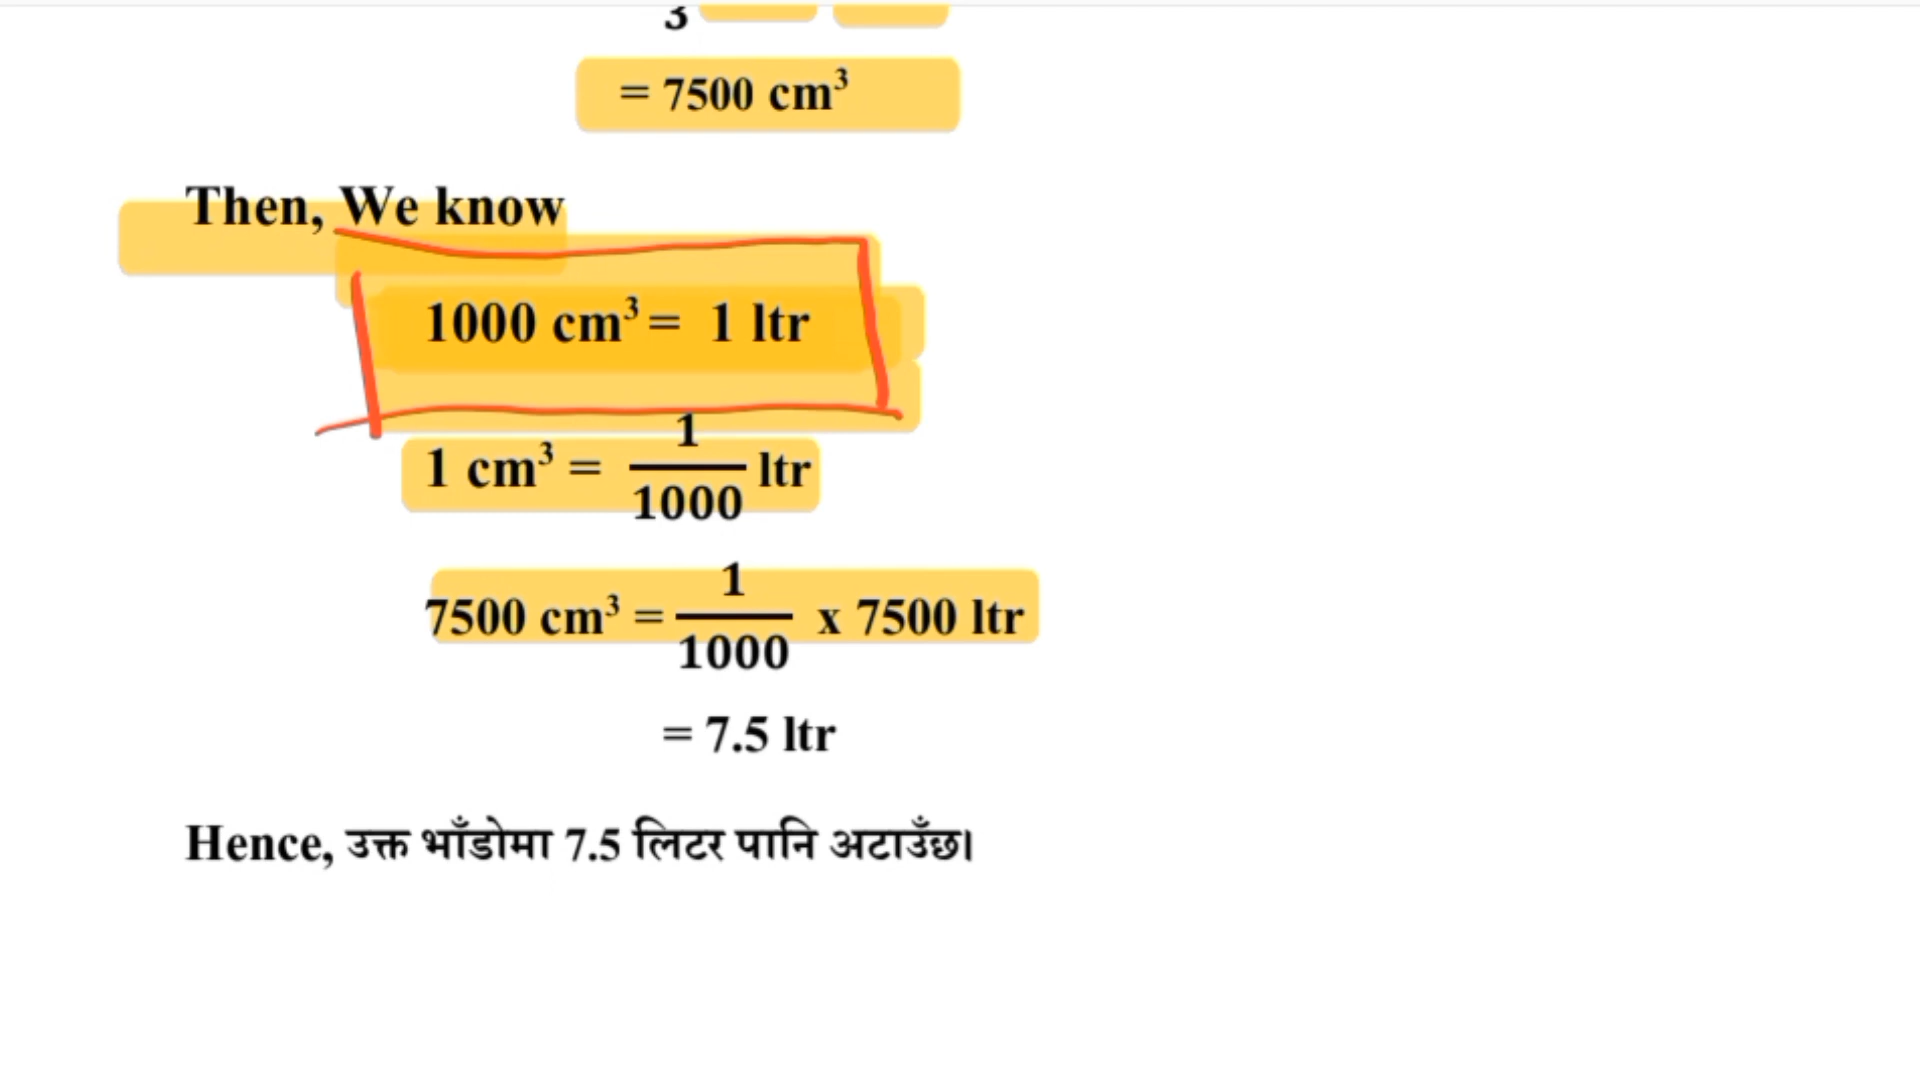 3
= 7500 cm³
Then, We know
1000 cm³ = 1 ltr
1 cm³ = 1/1000 ltr
7500 cm³ = 1/1000 x 7500 ltr
= 7.5 ltr
Hence, उक्त भाँडोमा 7.5 लिटर पानि अटाउँछ।